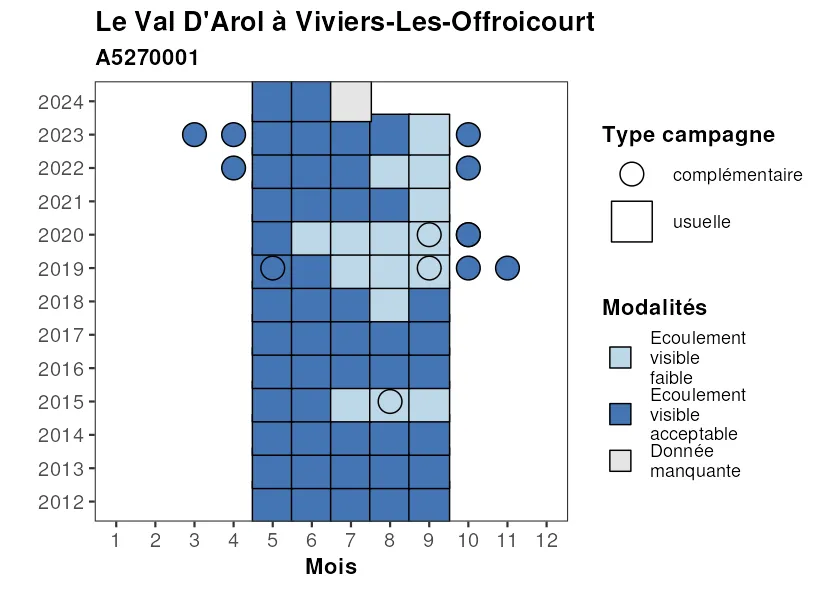 Le Val D'Arol à Viviers-Les-Offroicourt
A5270001
2024
2023
2022
2021
2020
2019
2018
2017
2016
2015
2014
2013
2012
1 2 3 4 5 6 7 8 9 10 11 12
Mois
Type campagne
complémentaire
usuelle
Modalités
Ecoulement
visible
faible
Ecoulement
visible
acceptable
Donnée
manquante